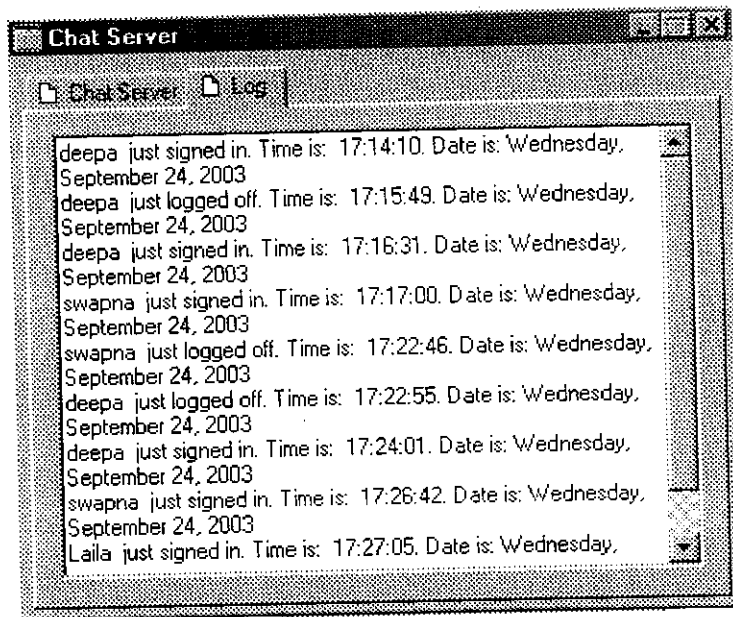 Chat Server
Chat Server Log
deepa just signed in. Time is: 17:14:10. Date is: Wednesday,
September 24, 2003
deepa just logged off. Time is: 17:15:49. Date is: Wednesday,
September 24, 2003
deepa just signed in. Time is: 17:16:31. Date is: Wednesday,
September 24, 2003
swapna just signed in. Time is: 17:17:00. Date is: Wednesday,
September 24, 2003
swapna just logged off. Time is: 17:22:46. Date is: Wednesday,
September 24, 2003
deepa just logged off. Time is: 17:22:55. Date is: Wednesday,
September 24, 2003
deepa just signed in. Time is: 17:24:01. Date is: Wednesday,
September 24, 2003
swapna just signed in. Time is: 17:26:42. Date is: Wednesday,
September 24, 2003
Laila just signed in. Time is: 17:27:05. Date is: Wednesday,